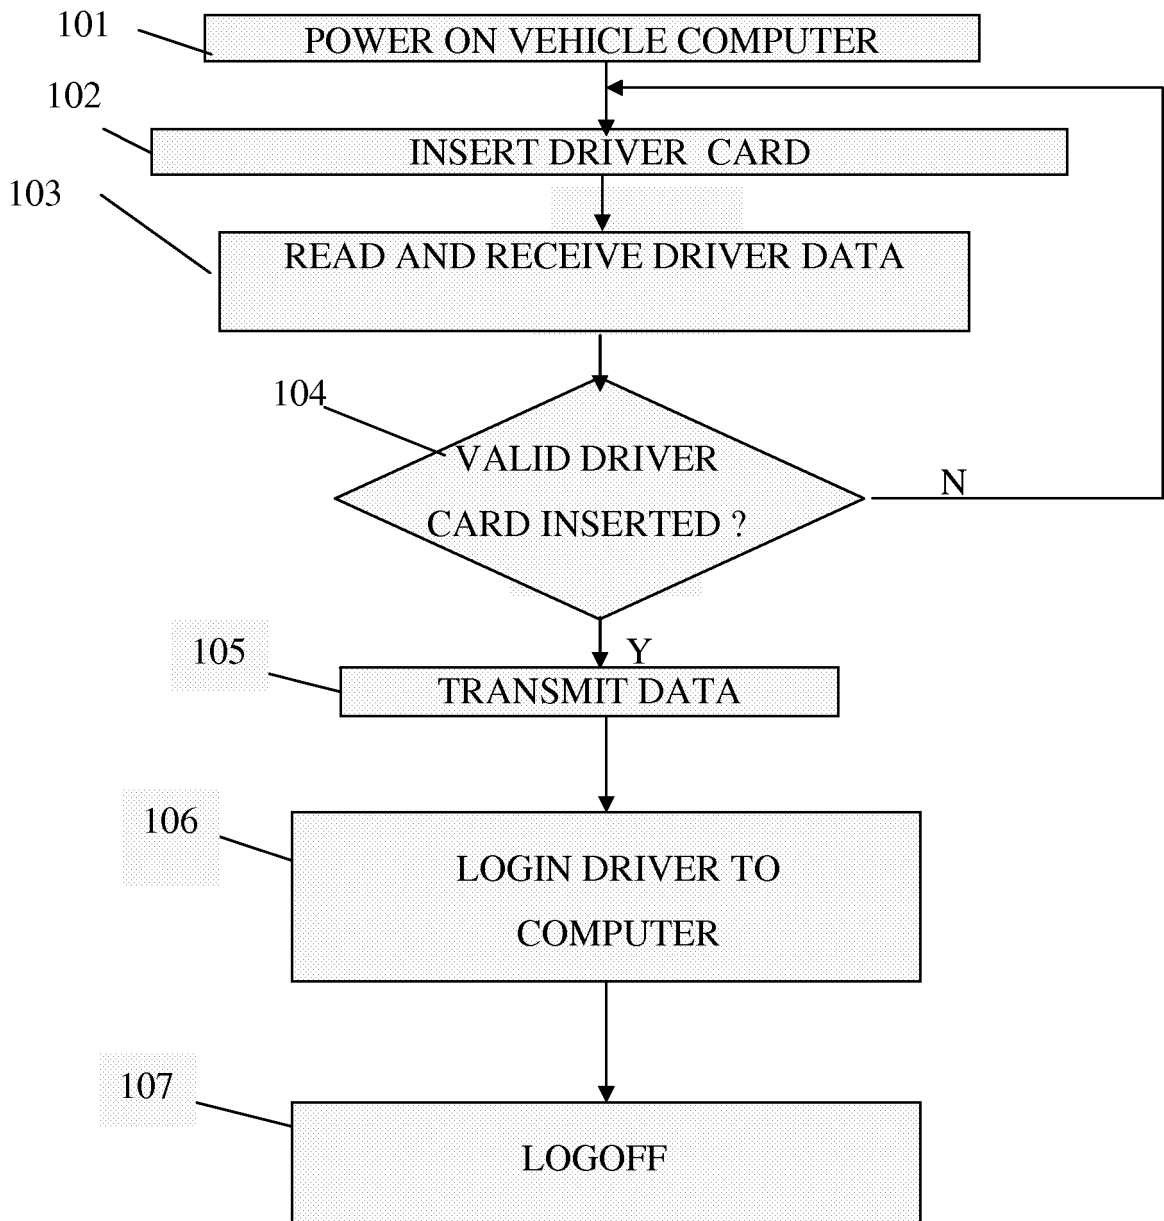 101
POWER ON VEHICLE COMPUTER
102
INSERT DRIVER CARD
103
READ AND RECEIVE DRIVER DATA
104
VALID DRIVER
CARD INSERTED ?
N
Y
105
TRANSMIT DATA
106
LOGIN DRIVER TO
COMPUTER
107
LOGOFF